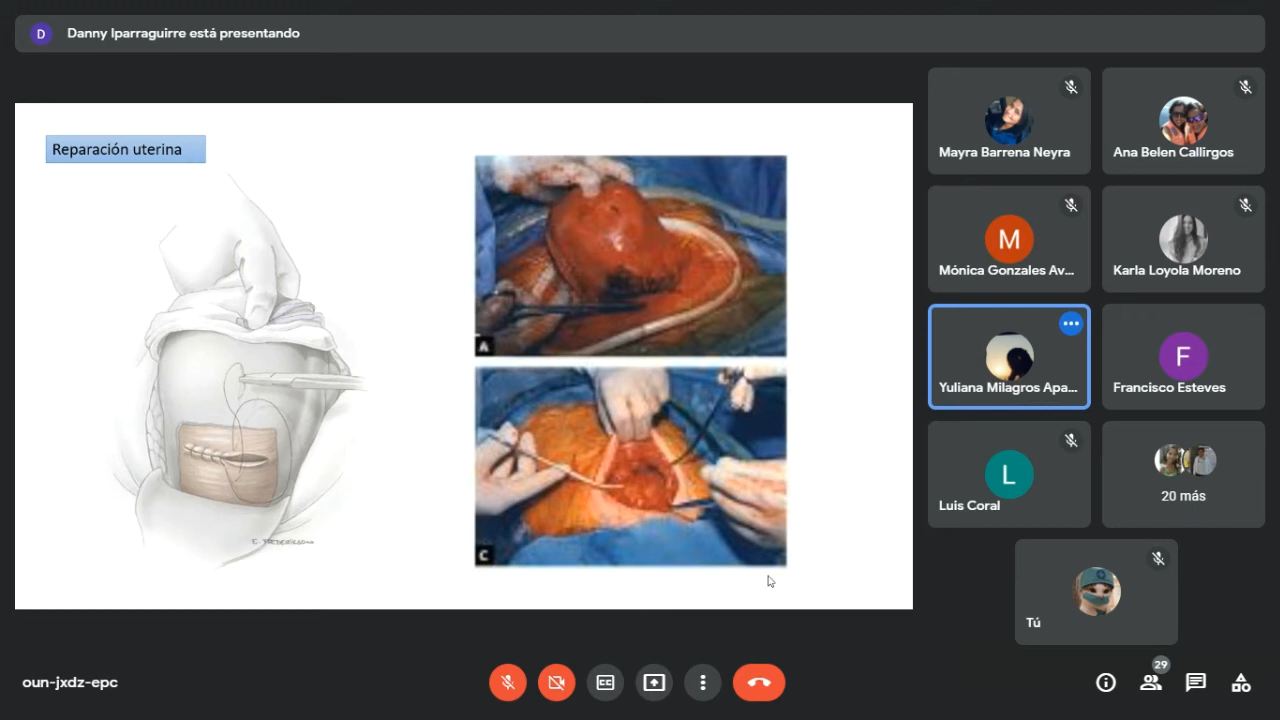 D
Danny Iparraguirre está presentando
Reparación uterina
A
C
Mayra Barrena Neyra
Ana Belen Callirgos
M
Mónica Gonzales Av...
Karla Loyola Moreno
Yuliana Milagros Apa...
F
Francisco Esteves
L
Luis Coral
20 más
Tú
oun-jxdz-epc
CC
29